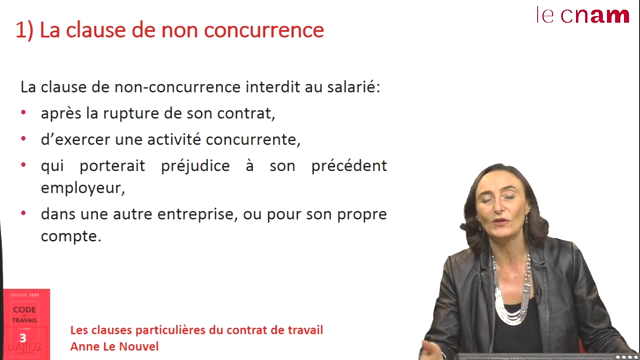 1) La clause de non concurrence
le cnam
La clause de non-concurrence interdit au salarié:
• après la rupture de son contrat,
• d'exercer une activité concurrente,
• qui porterait préjudice à son précédent
employeur,
• dans une autre entreprise, ou pour son propre
compte.
CODE
TRAVAIL
3
DALLOZ
Les clauses particulières du contrat de travail
Anne Le Nouvel